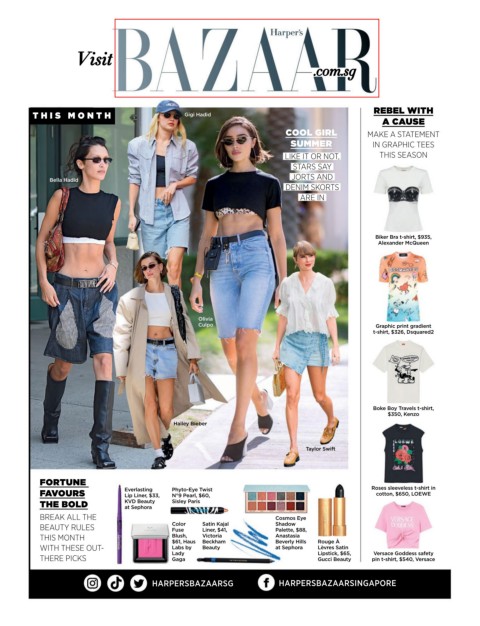 Visit
Harper's
BAZAAR
.com.sg
THIS MONTH
Gigi Hadid
Bella Hadid
COOL GIRL
SUMMER
LIKE IT OR NOT,
STARS SAY
JORTS AND
DENIM SKORTS
ARE IN
Olivia
Culpo
Hailey Bieber
Taylor Swift
REBEL WITH
A CAUSE
MAKE A STATEMENT
IN GRAPHIC TEES
THIS SEASON
Biker Bra t-shirt, $935,
Alexander McQueen
Graphic print gradient
t-shirt, $326, Dsquared2
Boke Boy Travels t-shirt,
$350, Kenzo
LOEWE
Roses sleeveless t-shirt in
cotton, $650, LOEWE
VERSACE
Versace Goddess safety
pin t-shirt, $540, Versace
FORTUNE
FAVOURS
THE BOLD
BREAK ALL THE
BEAUTY RULES
THIS MONTH
WITH THESE OUT-
THERE PICKS
Everlasting
Lip Liner, $33,
KVD Beauty
at Sephora
Phyto-Eye Twist
N°9 Pearl, $60,
Sisley Paris
Color
Fuse
Blush,
$61, Haus
Labs by
Lady
Gaga
Satin Kajal
Liner, $41,
Victoria
Beckham
Beauty
Cosmos Eye
Shadow
Palette, $88,
Anastasia
Beverly Hills
at Sephora
Rouge À
Lèvres Satin
Lipstick, $65,
Gucci Beauty
HARPERSBAZAARSG
HARPERSBAZAARSINGAPORE